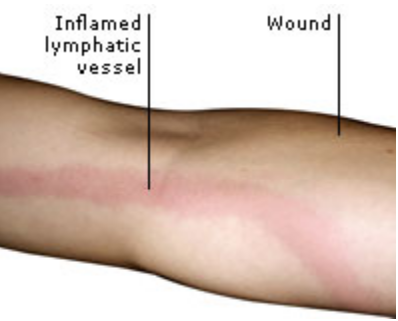 Inflamed
lymphatic
vessel
Wound